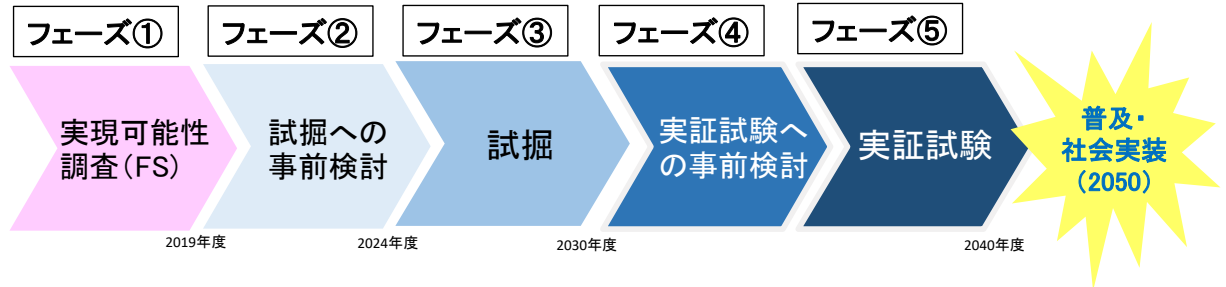 フェーズ①
フェーズ②
フェーズ③
フェーズ④
フェーズ⑤
実現可能性
調査(FS)
試掘への
事前検討
試掘
実証試験へ
の事前検討
実証試験
普及・
社会実装
(2050)
2019年度
2024年度
2030年度
2040年度